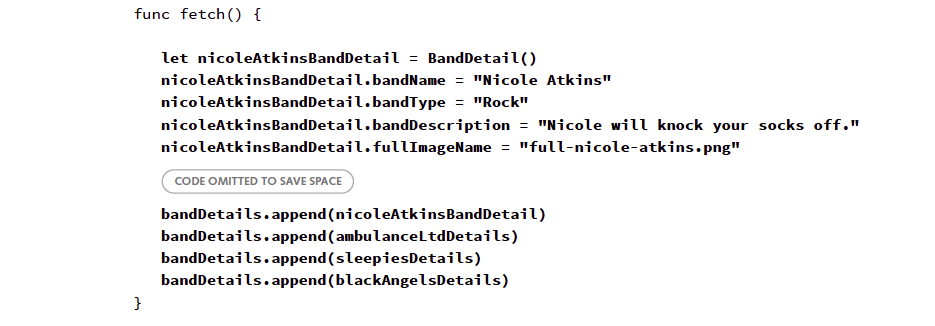 func fetch() {
let nicoleAtkinsBandDetail = BandDetail()
nicoleAtkinsBandDetail.bandName = "Nicole Atkins"
nicoleAtkinsBandDetail.bandType = "Rock"
nicoleAtkinsBandDetail.bandDescription = "Nicole will knock your socks off."
nicoleAtkinsBandDetail.fullImageName = "full-nicole-atkins.png"
CODE OMITTED TO SAVE SPACE
bandDetails.append(nicoleAtkinsBandDetail)
bandDetails.append(ambulanceLtdDetails)
bandDetails.append(sleepiesDetails)
bandDetails.append(blackAngelsDetails)
}